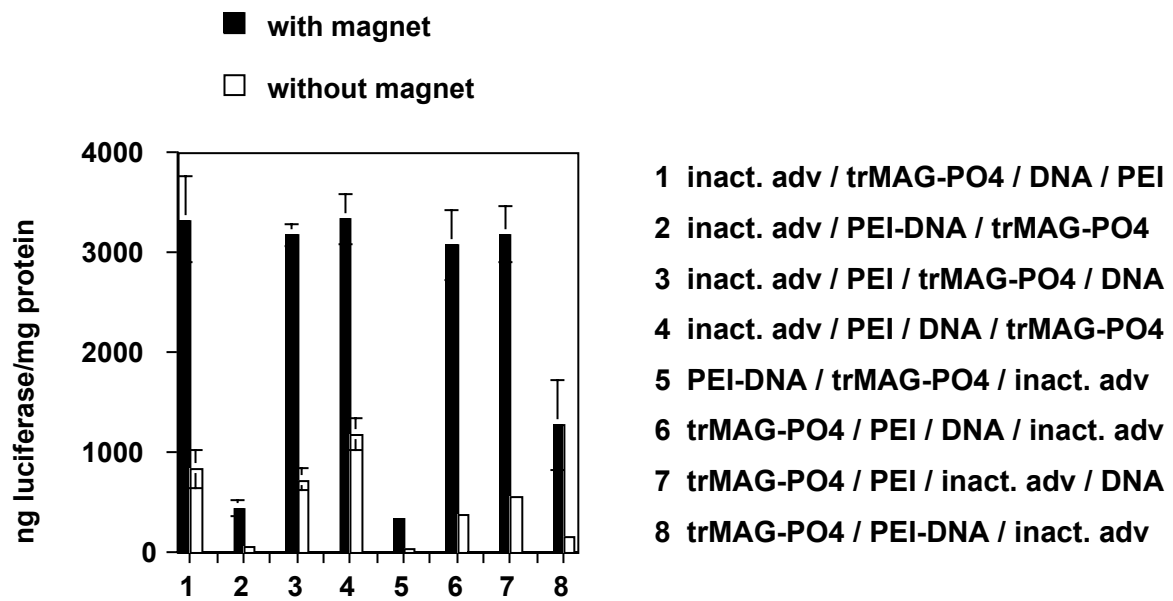 with magnet
without magnet
ng luciferase/mg protein
4000
3000
2000
1000
0
1 2 3 4 5 6 7 8
1 inact. adv / trMAG-PO4 / DNA / PEI
2 inact. adv / PEI-DNA / trMAG-PO4
3 inact. adv / PEI / trMAG-PO4 / DNA
4 inact. adv / PEI / DNA / trMAG-PO4
5 PEI-DNA / trMAG-PO4 / inact. adv
6 trMAG-PO4 / PEI / DNA / inact. adv
7 trMAG-PO4 / PEI / inact. adv / DNA
8 trMAG-PO4 / PEI-DNA / inact. adv